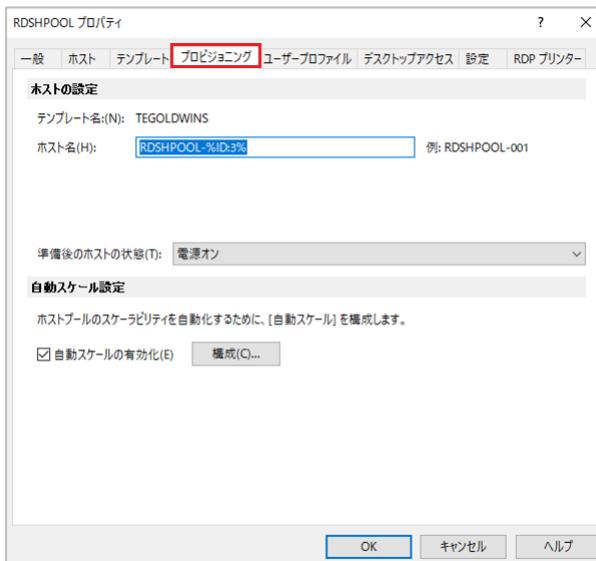 RDSHPOOL プロパティ ? ×
一般 ホスト テンプレート プロビジョニング ユーザープロファイル デスクトップアクセス 設定 RDP プリンター
ホストの設定
テンプレート名:(N): TEGOLDWINS
ホスト名(H): RDSHPOOL-%ID:3% 例: RDSHPOOL-001
準備後のホストの状態(T): 電源オン
自動スケール設定
ホストプールのスケーラビリティを自動化するために、[自動スケール] を構成します。
自動スケールの有効化(E) 構成(C)...
OK キャンセル ヘルプ